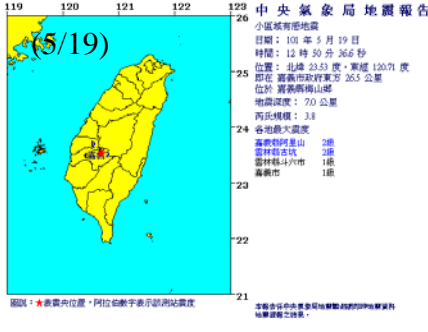 119 120 121 122 123
26
(5/19)
25
24
23
22
21
中央氣象局地震報告
小區域有感地震
日期： 101 年 5 月 19 日
時間： 12 時 50 分 36.6 秒
位置： 北緯 23.53 度，東經 120.71 度
即在 嘉義市政府東方 26.5 公里
位於 嘉義縣梅山鄉
地震深度： 7.0 公里
芮氏規模： 3.8
各地最大震度
嘉義縣阿里山 2級
雲林縣古坑 2級
雲林縣斗六市 1級
嘉義市 1級
圖說：★表震央位置，阿拉伯數字表示該測站震度